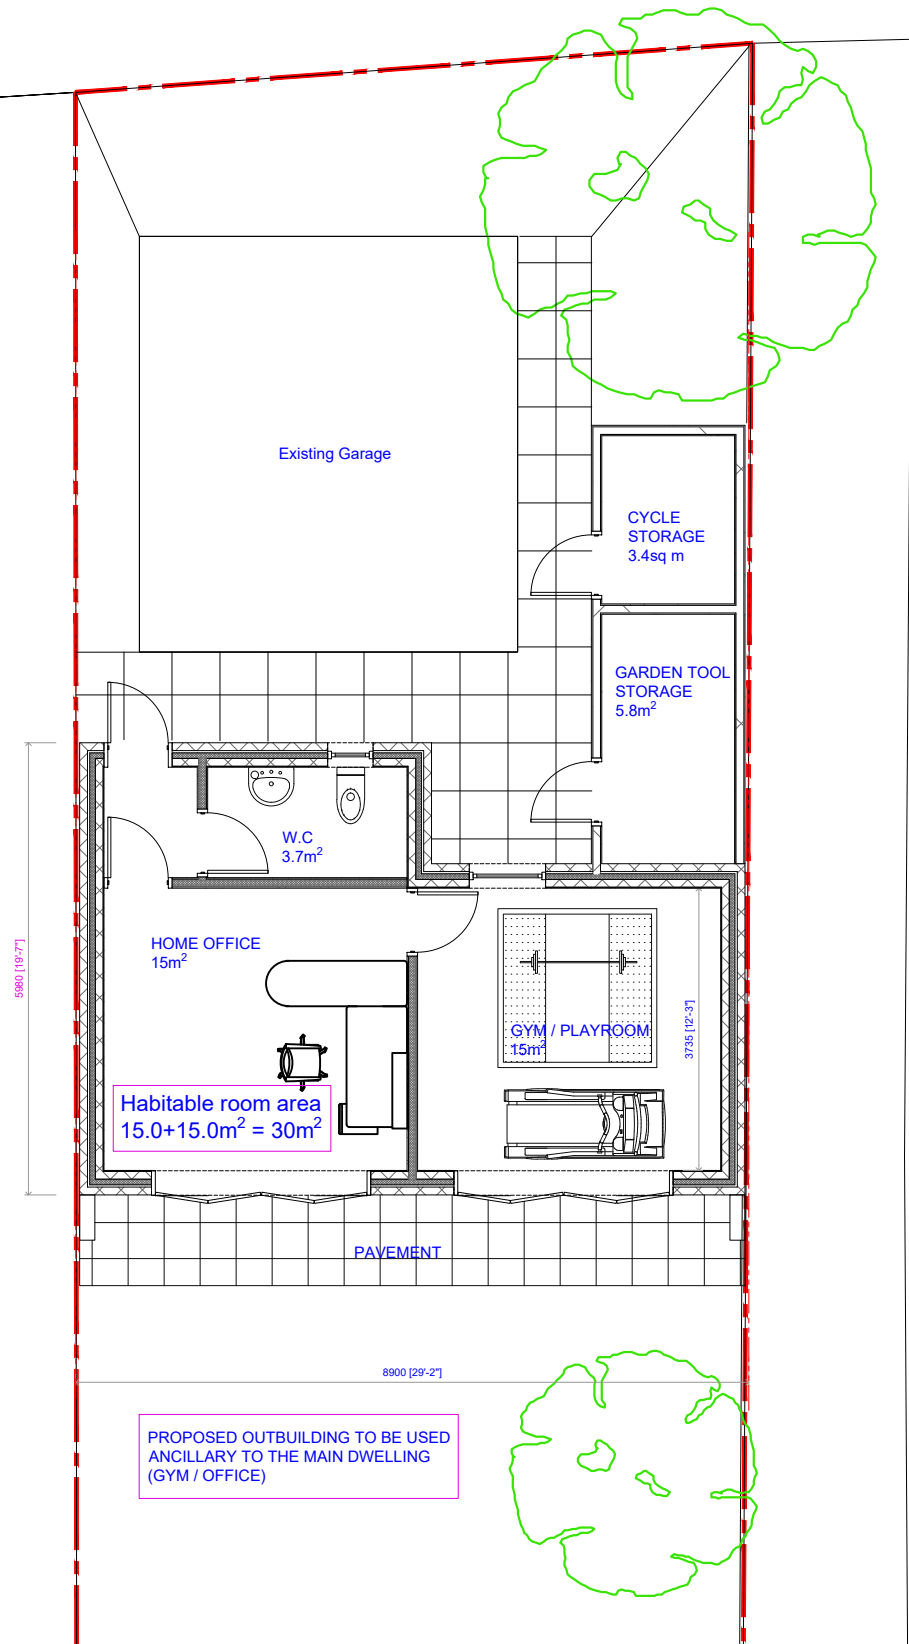 Existing Garage
CYCLE
STORAGE
3.4sq m
GARDEN TOOL
STORAGE
5.8m²
W.C
3.7m²
HOME OFFICE
15m²
GYM / PLAYROOM
15m²
5980 [19'-7"]
3735 [12'-3"]
Habitable room area
15.0+15.0m² = 30m²
PAVEMENT
8900 [29'-2"]
PROPOSED OUTBUILDING TO BE USED
ANCILLARY TO THE MAIN DWELLING
(GYM / OFFICE)